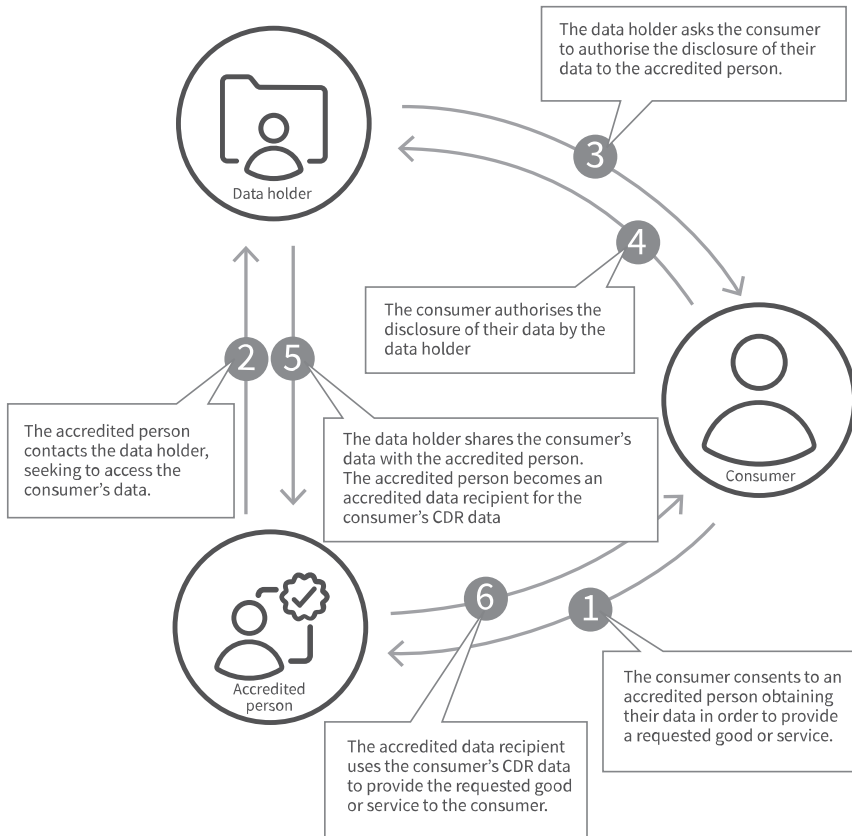 The data holder asks the consumer
to authorise the disclosure of their
data to the accredited person.
Data holder
3
4
The consumer authorises the
disclosure of their data by the
data holder
2
5
The accredited person
contacts the data holder,
seeking to access the
consumer's data.
The data holder shares the consumer's
data with the accredited person.
The accredited person becomes an
accredited data recipient for the
consumer's CDR data
Consumer
6
1
Accredited
person
The consumer consents to an
accredited person obtaining
their data in order to provide
a requested good or service.
The accredited data recipient
uses the consumer's CDR data
to provide the requested good
or service to the consumer.